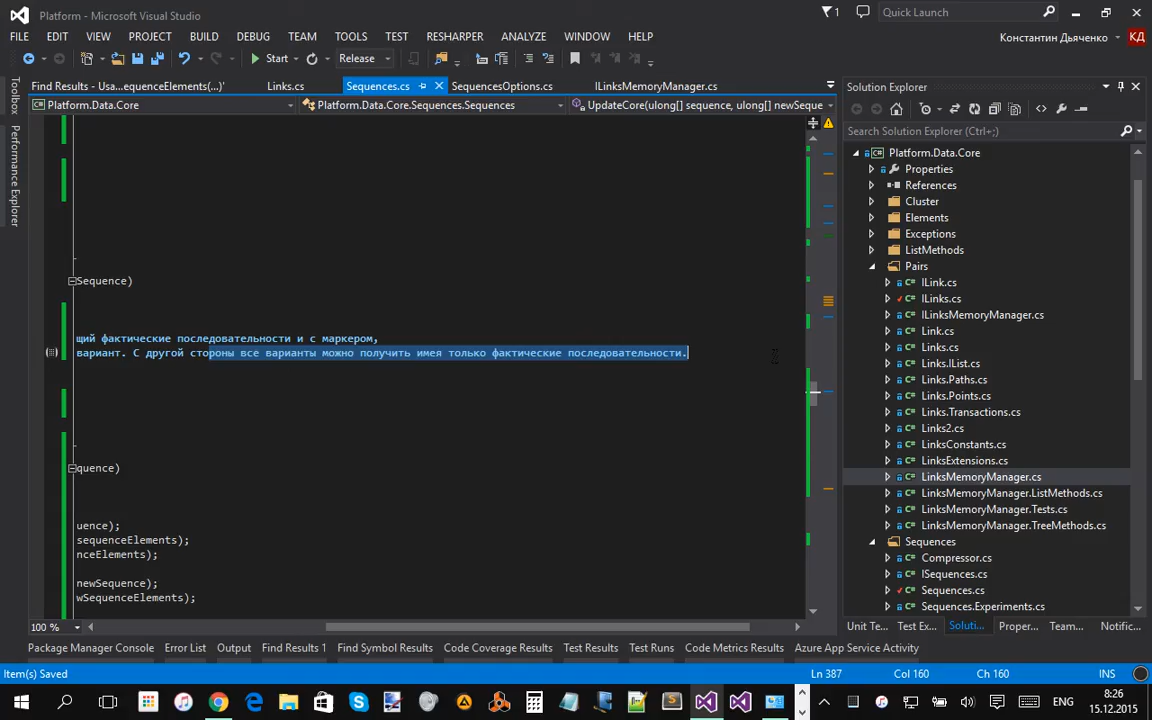 Platform - Microsoft Visual Studio
1
Quick Launch
FILE EDIT VIEW PROJECT BUILD DEBUG TEAM TOOLS TEST RESHARPER ANALYZE WINDOW HELP
Константин Дьяченко КД
Start Release
Toolbox
Performance Explorer
Find Results - Usa...equenceElements(...)' Links.cs Sequences.cs SequencesOptions.cs ILinksMemoryManager.cs
Platform.Data.Core Platform.Data.Core.Sequences.Sequences UpdateCore(ulong[] sequence, ulong[] newSeque
Sequence)
щий фактические последовательности и с маркером,
вариант. С другой стороны все варианты можно получить имея только фактические последовательности.
quence)
uence);
sequenceElements);
nceElements);
newSequence);
wSequenceElements);
100 %
Solution Explorer
Search Solution Explorer (Ctrl+;)
Platform.Data.Core
Properties
References
Cluster
Elements
Exceptions
ListMethods
Pairs
ILink.cs
ILinks.cs
ILinksMemoryManager.cs
Link.cs
Links.cs
Links.IList.cs
Links.Paths.cs
Links.Points.cs
Links.Transactions.cs
Links2.cs
LinksConstants.cs
LinksExtensions.cs
LinksMemoryManager.cs
LinksMemoryManager.ListMethods.cs
LinksMemoryManager.Tests.cs
LinksMemoryManager.TreeMethods.cs
Sequences
Compressor.cs
ISequences.cs
Sequences.cs
Sequences.Experiments.cs
Unit Te... Test Ex... Soluti... Proper... Team... Notific...
Package Manager Console Error List Output Find Results 1 Find Symbol Results Code Coverage Results Test Results Test Runs Code Metrics Results Azure App Service Activity
Item(s) Saved Ln 387 Col 160 Ch 160 INS
ENG
8:26
15.12.2015